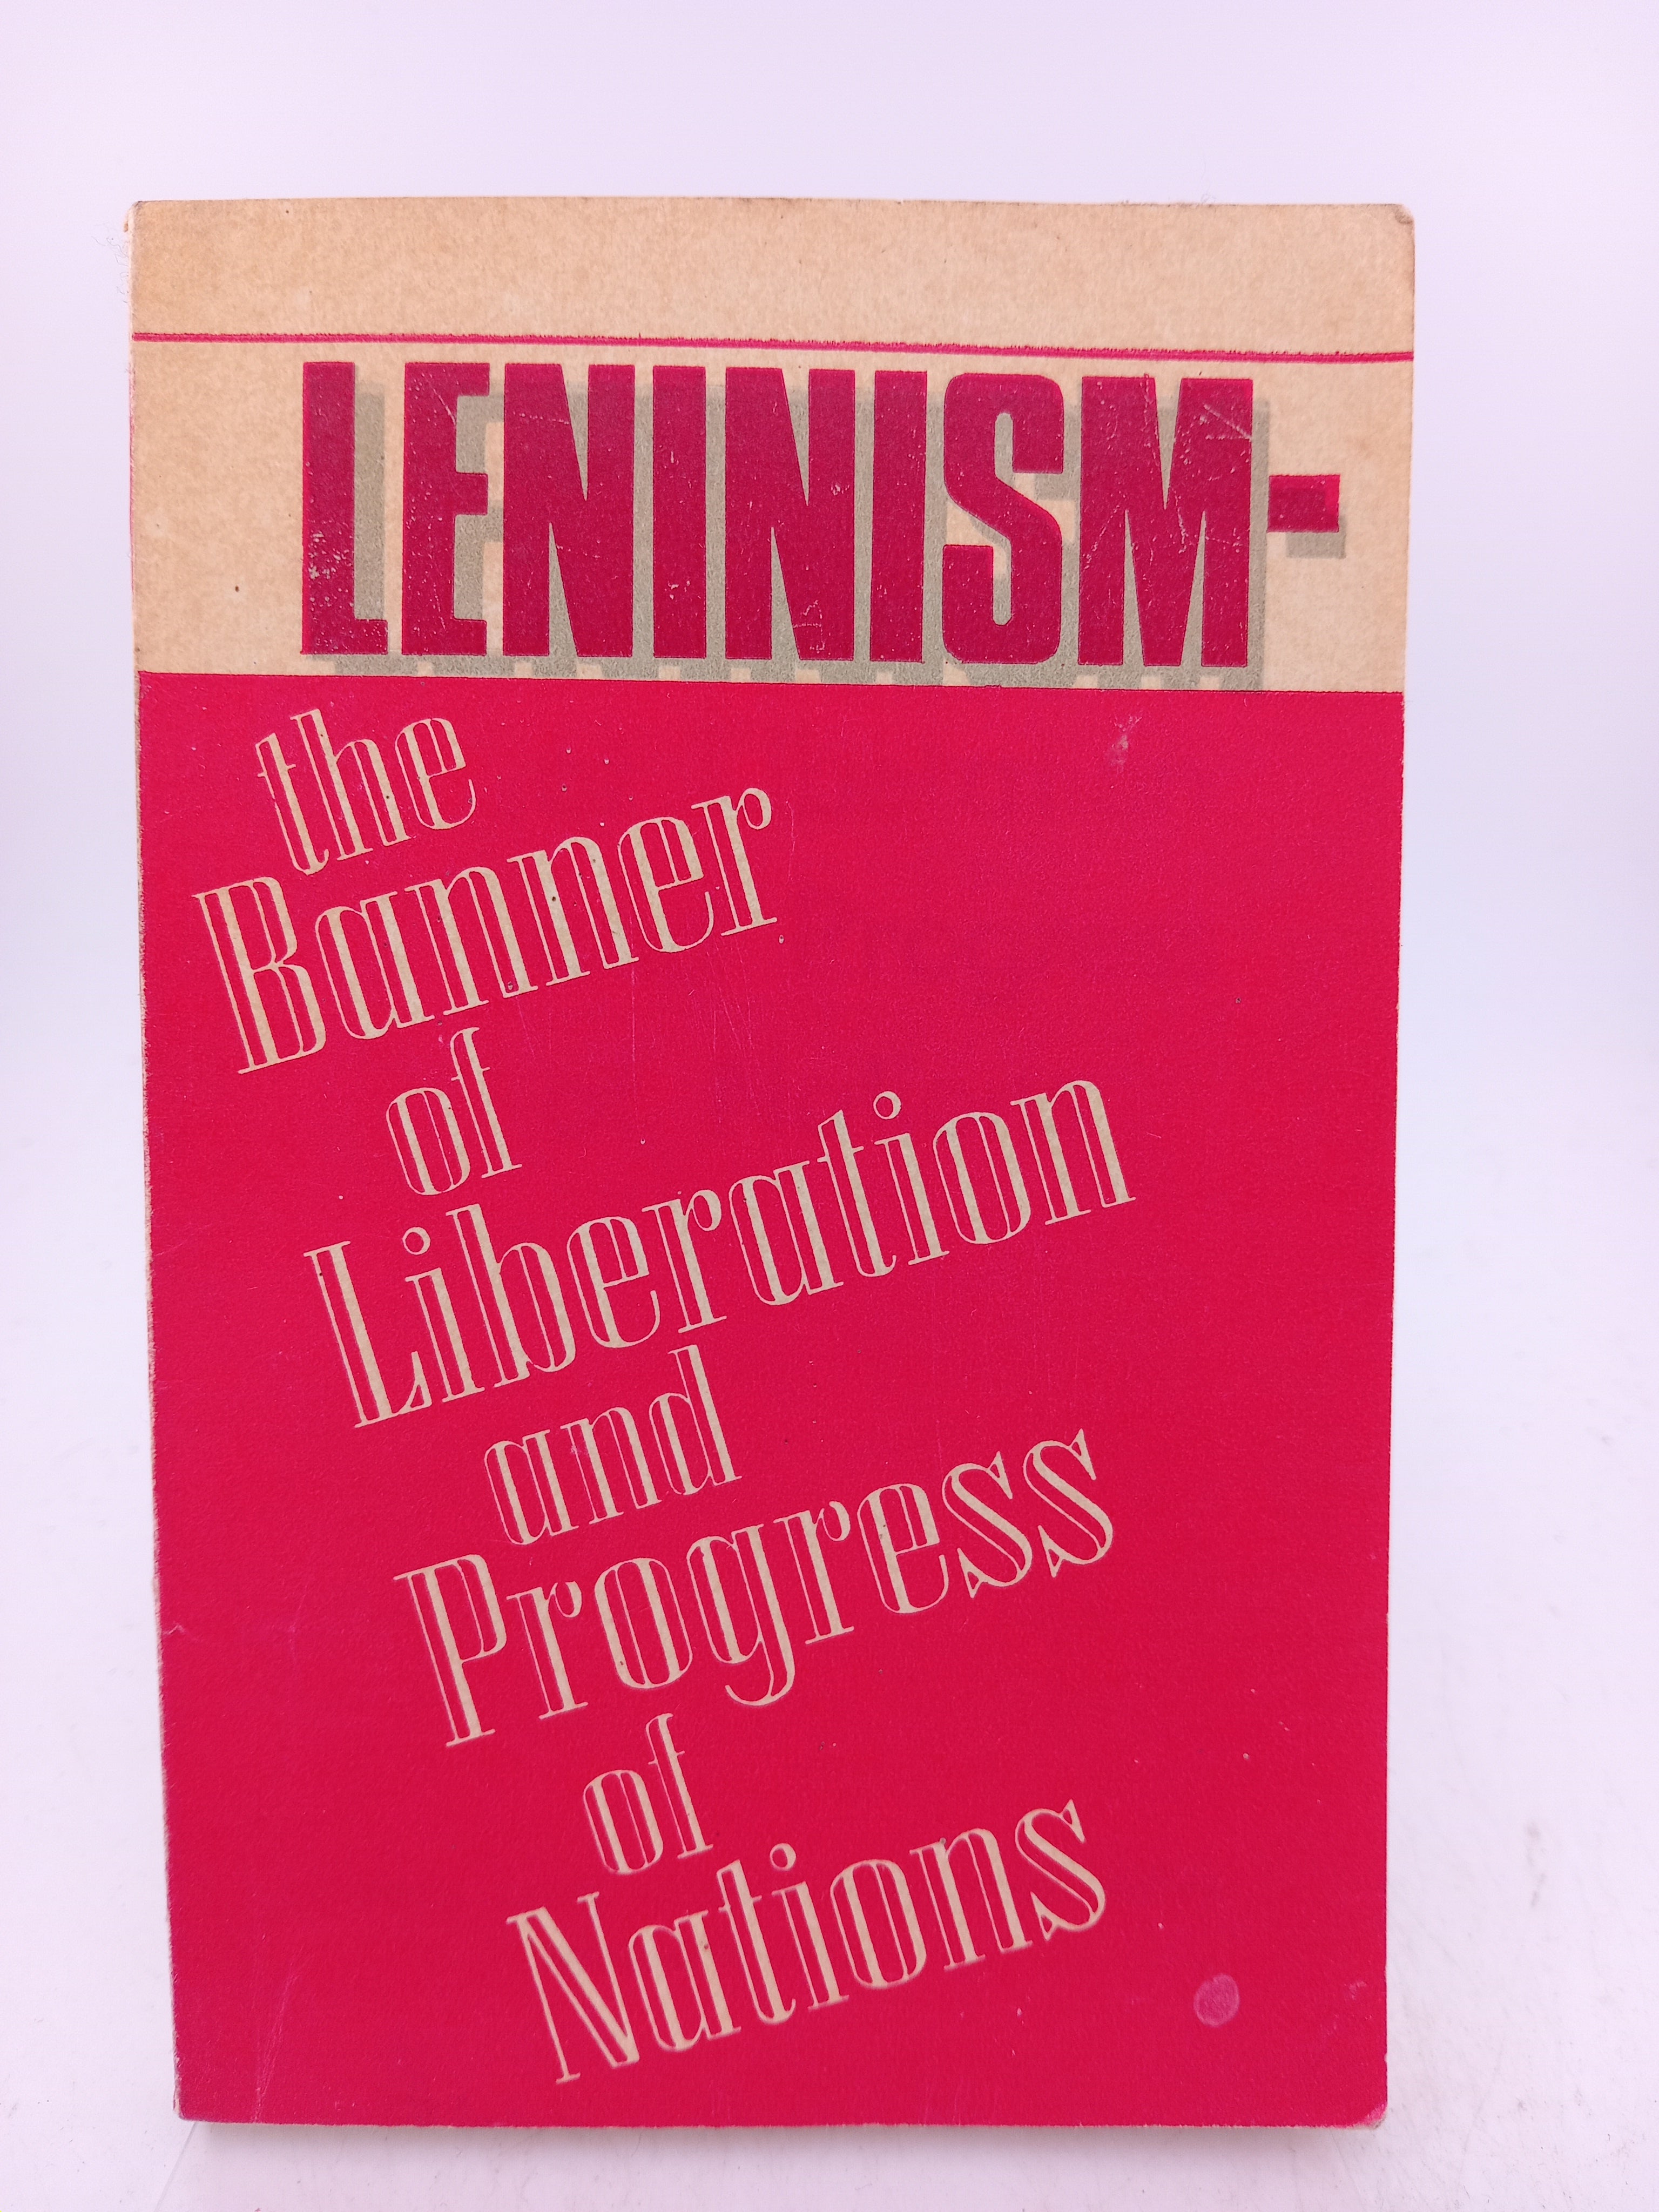 LENINISM-
the
Banner
of
Liberation
and
Progress
of
Nations